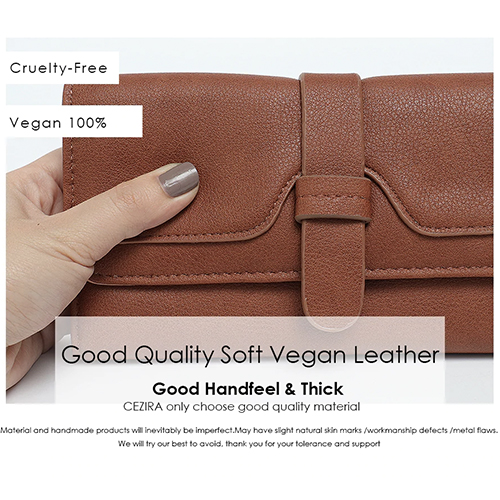 Cruelty-Free
Vegan 100%
Good Quality Soft Vegan Leather
Good Handfeel & Thick
CEZIRA only choose good quality material
Material and handmade products will inevitably be imperfect.May have slight natural skin marks /workmanship defects /metal flaws.
We will try our best to avoid, thank you for your tolerance and support